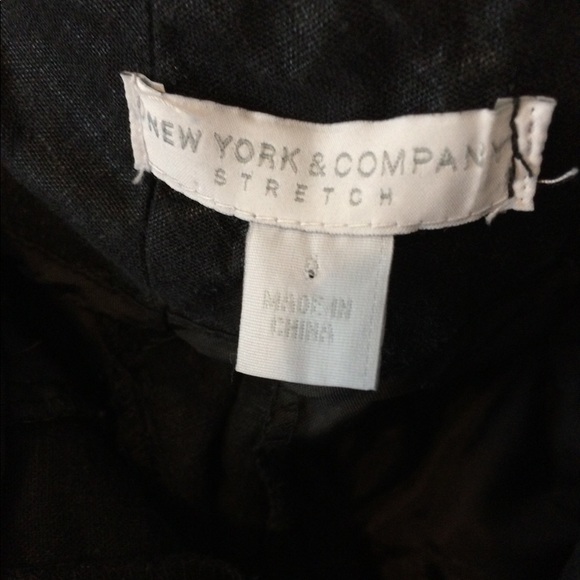 NEW YORK & COMPANY
STRETCH
MADE IN
CHINA